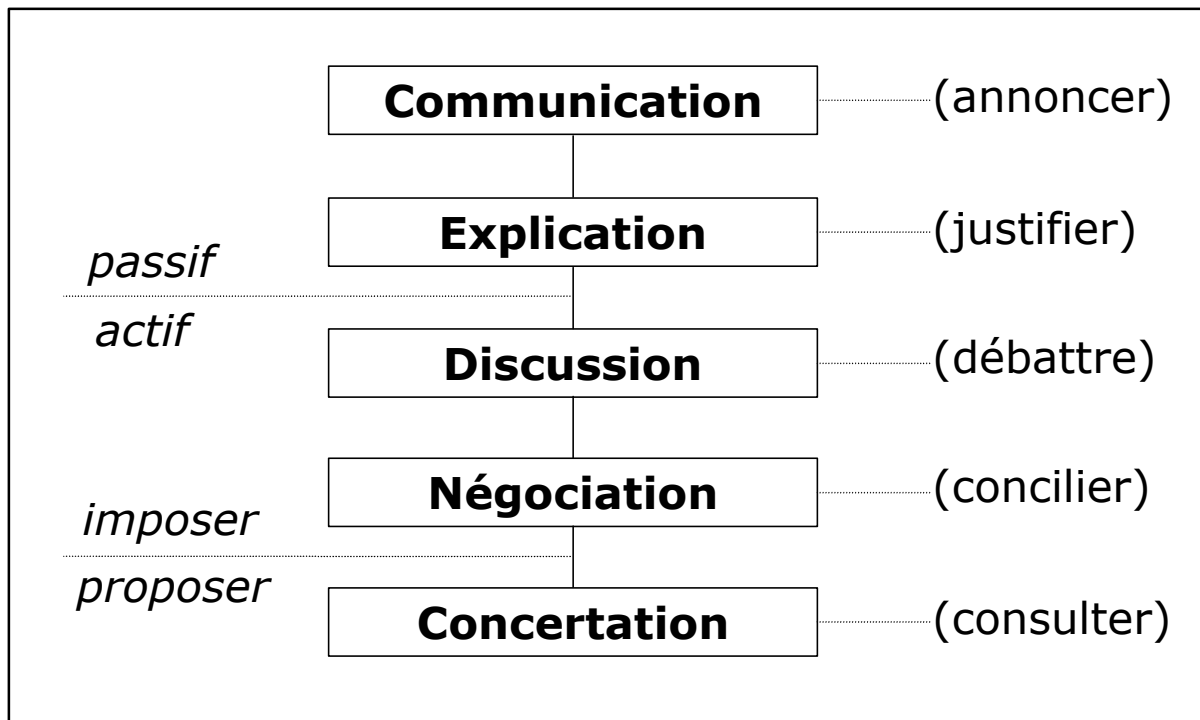 Communication (annoncer)
Explication (justifier)
passif
actif
Discussion (débattre)
Négociation (concilier)
imposer
proposer
Concertation (consulter)